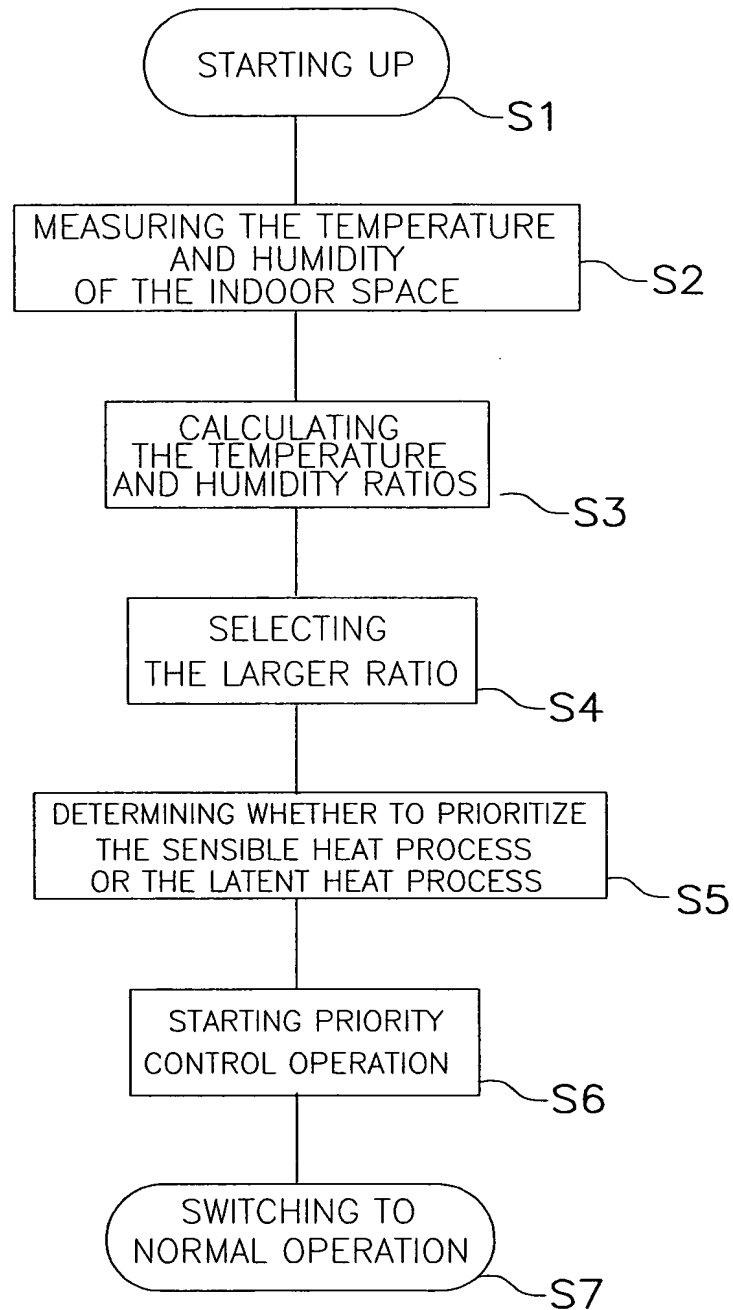 STARTING UP
S1
MEASURING THE TEMPERATURE
AND HUMIDITY
OF THE INDOOR SPACE
S2
CALCULATING
THE TEMPERATURE
AND HUMIDITY RATIOS
S3
SELECTING
THE LARGER RATIO
S4
DETERMINING WHETHER TO PRIORITIZE
THE SENSIBLE HEAT PROCESS
OR THE LATENT HEAT PROCESS
S5
STARTING PRIORITY
CONTROL OPERATION
S6
SWITCHING TO
NORMAL OPERATION
S7